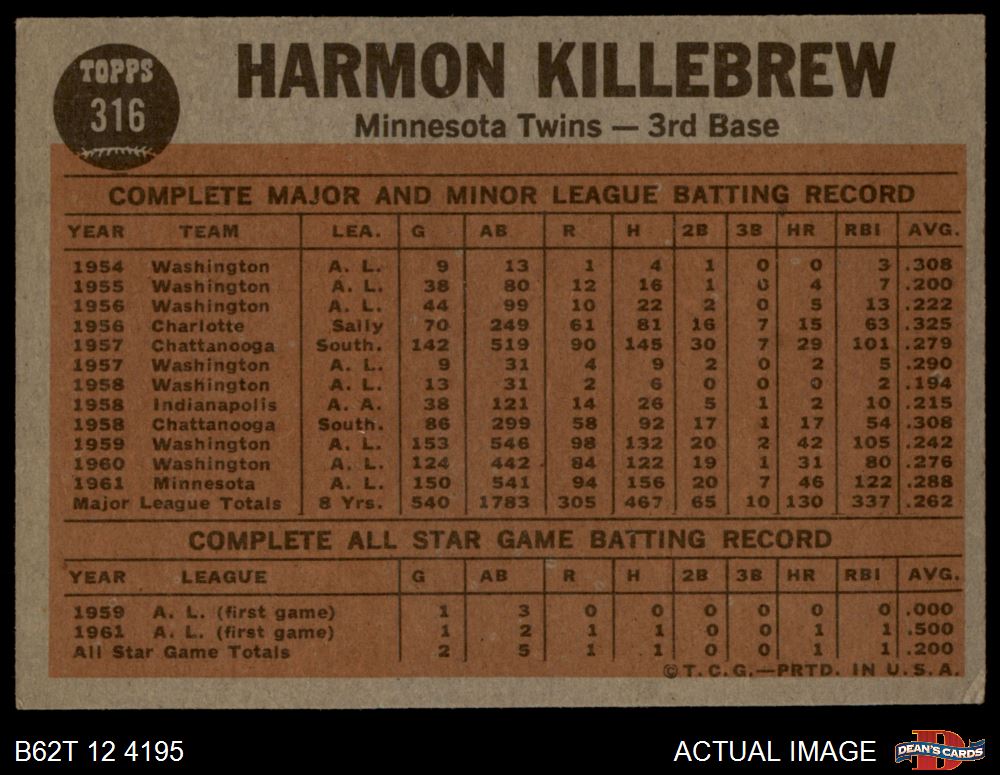 TOPPS
316
HARMON KILLEBREW
Minnesota Twins — 3rd Base
COMPLETE MAJOR AND MINOR LEAGUE BATTING RECORD
YEAR TEAM LEA. G AB R H 2B 3B HR RBI AVG.
1954 Washington A. L. 9 13 1 4 1 0 0 3 .308
1955 Washington A. L. 38 80 12 16 1 0 4 7 .200
1956 Washington A. L. 44 99 10 22 2 0 5 13 .222
1956 Charlotte Sally 70 249 61 81 16 7 15 63 .325
1957 Chattanooga South. 142 519 90 145 30 7 29 101 .279
1957 Washington A. L. 9 31 4 9 2 0 2 5 .290
1958 Washington A. L. 13 31 2 6 0 0 0 2 .194
1958 Indianapolis A. A. 38 121 14 26 5 1 2 10 .215
1958 Chattanooga South. 86 299 58 92 17 1 17 54 .308
1959 Washington A. L. 153 546 98 132 20 2 42 105 .242
1960 Washington A. L. 124 442 84 122 19 1 31 80 .276
1961 Minnesota A. L. 150 541 94 156 20 7 46 122 .288
Major League Totals 8 Yrs. 540 1783 305 467 65 10 130 337 .262
COMPLETE ALL STAR GAME BATTING RECORD
YEAR LEAGUE G AB R H 2B 3B HR RBI AVG.
1959 A. L. (first game) 1 3 0 0 0 0 0 0 .000
1961 A. L. (first game) 1 2 1 1 0 0 1 1 .500
All Star Game Totals 2 5 1 1 0 0 1 1 .200
© T. C. G.—PRTD. IN U. S. A.
B62T 12 4195
ACTUAL IMAGE
DEAN'S CARDS